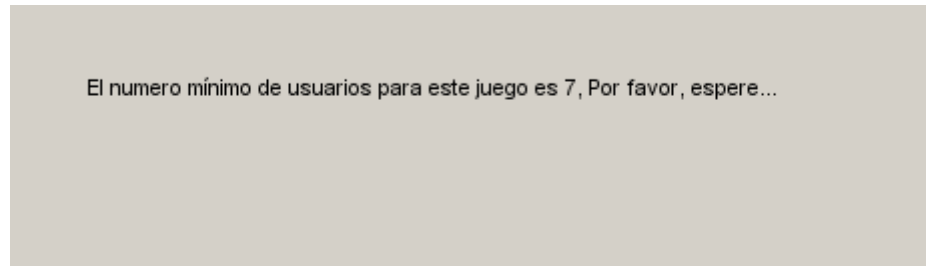 El numero mínimo de usuarios para este juego es 7, Por favor, espere...